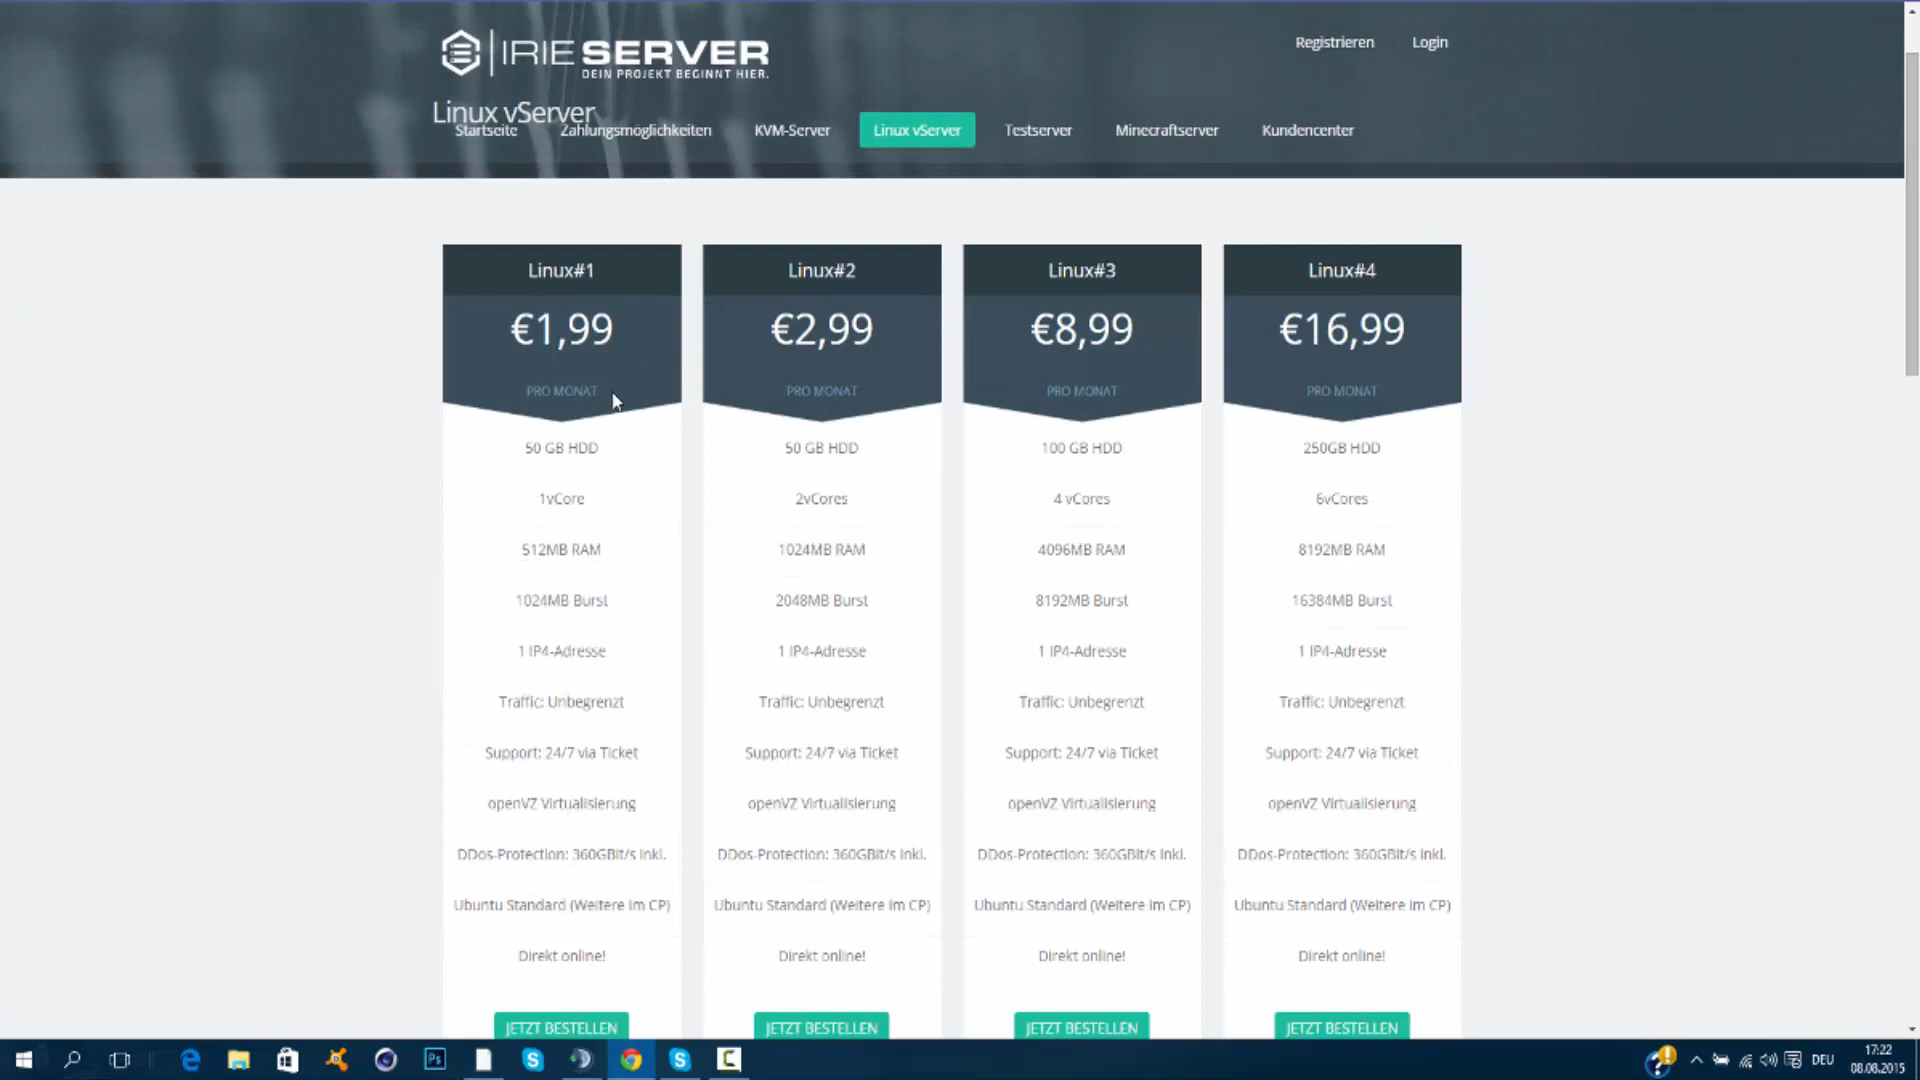 IRIE SERVER
DEIN PROJEKT BEGINNT HIER.
Registrieren Login
Linux vServer
Startseite Zahlungsmöglichkeiten KVM-Server Linux vServer Testserver Minecraftserver Kundencenter
Linux#1 Linux#2 Linux#3 Linux#4
€1,99 €2,99 €8,99 €16,99
PRO MONAT PRO MONAT PRO MONAT PRO MONAT
50 GB HDD 50 GB HDD 100 GB HDD 250GB HDD
1vCore 2vCores 4 vCores 6vCores
512MB RAM 1024MB RAM 4096MB RAM 8192MB RAM
1024MB Burst 2048MB Burst 8192MB Burst 16384MB Burst
1 IP4-Adresse 1 IP4-Adresse 1 IP4-Adresse 1 IP4-Adresse
Traffic: Unbegrenzt Traffic: Unbegrenzt Traffic: Unbegrenzt Traffic: Unbegrenzt
Support: 24/7 via Ticket Support: 24/7 via Ticket Support: 24/7 via Ticket Support: 24/7 via Ticket
openVZ Virtualisierung openVZ Virtualisierung openVZ Virtualisierung openVZ Virtualisierung
DDos-Protection: 360GBit/s inkl. DDos-Protection: 360GBit/s inkl. DDos-Protection: 360GBit/s inkl. DDos-Protection: 360GBit/s inkl.
Ubuntu Standard (Weitere im CP) Ubuntu Standard (Weitere im CP) Ubuntu Standard (Weitere im CP) Ubuntu Standard (Weitere im CP)
Direkt online! Direkt online! Direkt online! Direkt online!
JETZT BESTELLEN JETZT BESTELLEN JETZT BESTELLEN JETZT BESTELLEN
Ps
DEU
17:22
08.08.2015